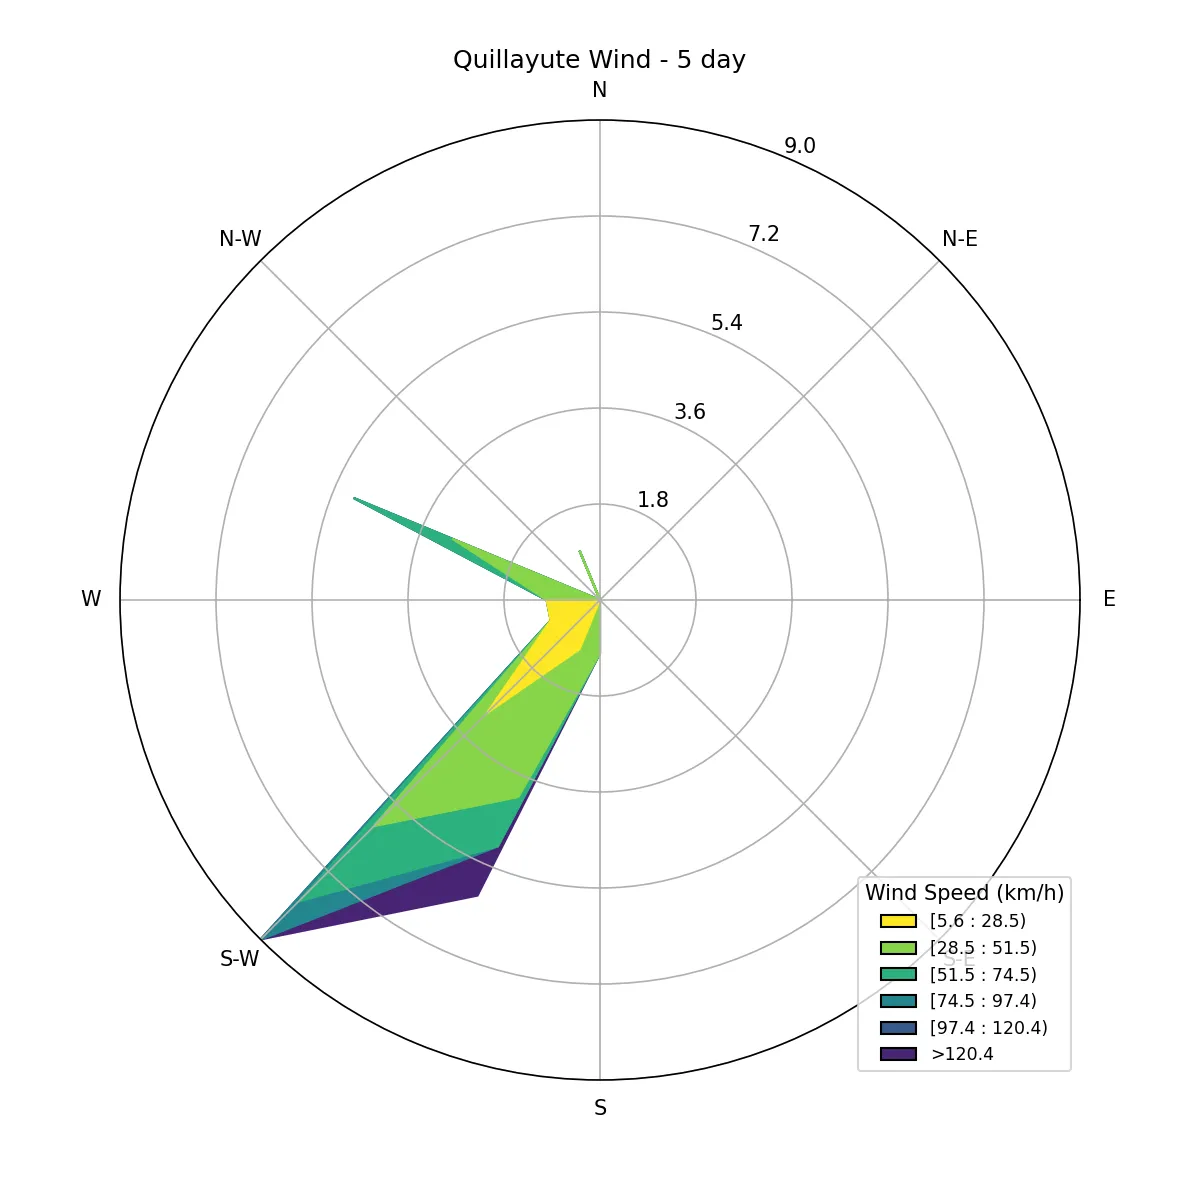 Quillayute Wind - 5 day
N
9.0
N-W
N-E
7.2
5.4
3.6
1.8
W
E
Wind Speed (km/h)
[5.6 : 28.5)
[28.5 : 51.5)
S-W
S-E
[51.5 : 74.5)
[74.5 : 97.4)
[97.4 : 120.4)
>120.4
S